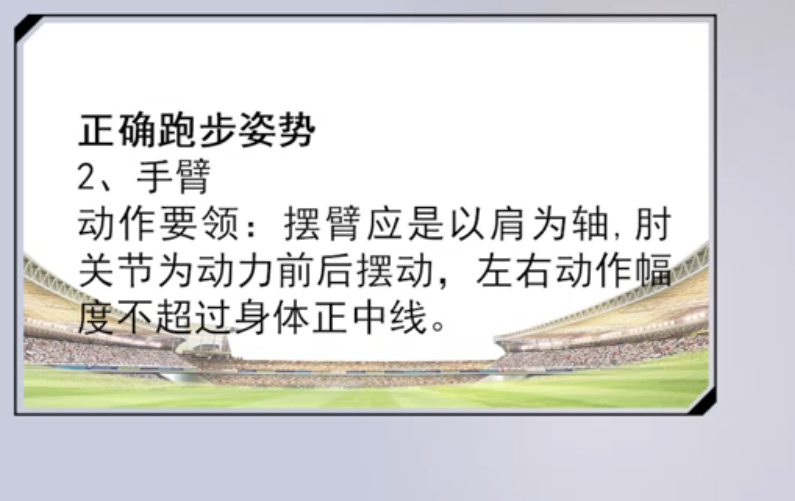 正确跑步姿势
2、手臂
动作要领：摆臂应是以肩为轴,肘
关节为动力前后摆动，左右动作幅
度不超过身体正中线。